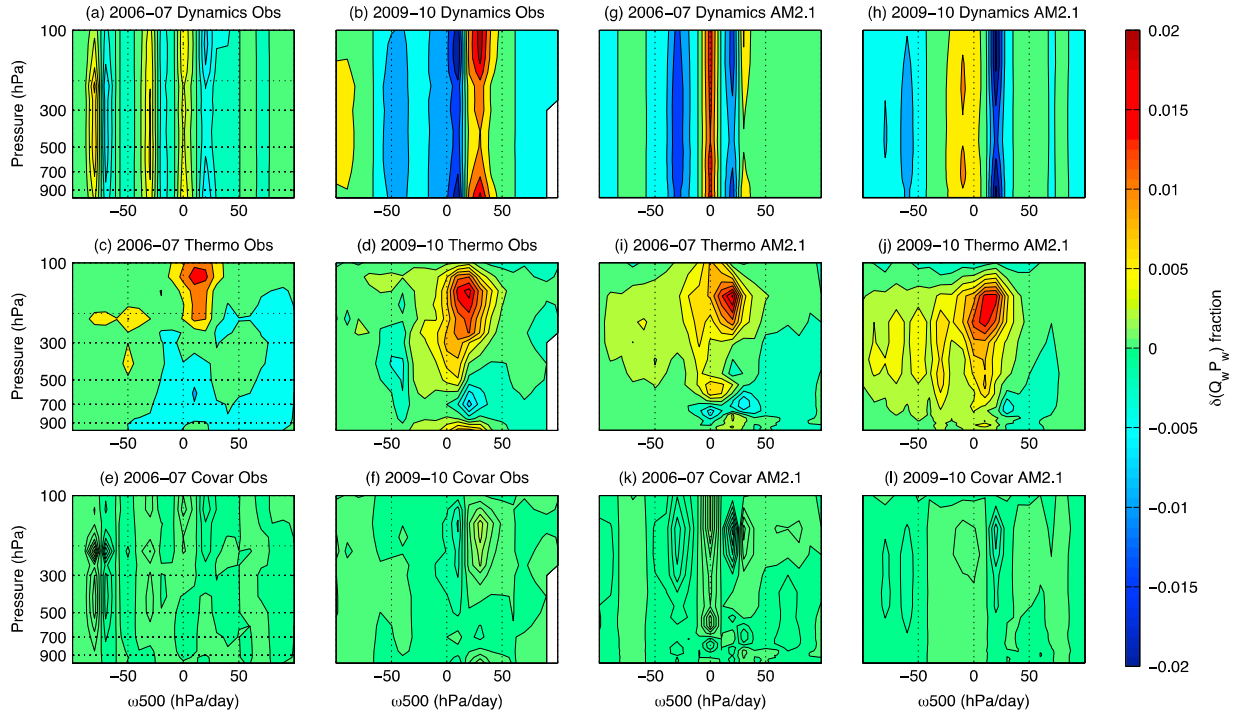 (a) 2006−07 Dynamics Obs
(b) 2009−10 Dynamics Obs
(g) 2006−07 Dynamics AM2.1
(h) 2009−10 Dynamics AM2.1
Pressure (hPa)
100
300
500
700
900
−50 0 50
−50 0 50
−50 0 50
−50 0 50
(c) 2006−07 Thermo Obs
(d) 2009−10 Thermo Obs
(i) 2006−07 Thermo AM2.1
(j) 2009−10 Thermo AM2.1
Pressure (hPa)
100
300
500
700
900
−50 0 50
−50 0 50
−50 0 50
−50 0 50
(e) 2006−07 Covar Obs
(f) 2009−10 Covar Obs
(k) 2006−07 Covar AM2.1
(l) 2009−10 Covar AM2.1
Pressure (hPa)
100
300
500
700
900
−50 0 50
−50 0 50
−50 0 50
−50 0 50
ω500 (hPa/day)
ω500 (hPa/day)
ω500 (hPa/day)
ω500 (hPa/day)
0.02
0.015
0.01
0.005
0
−0.005
−0.01
−0.015
−0.02
δ(Q_w P_w) fraction